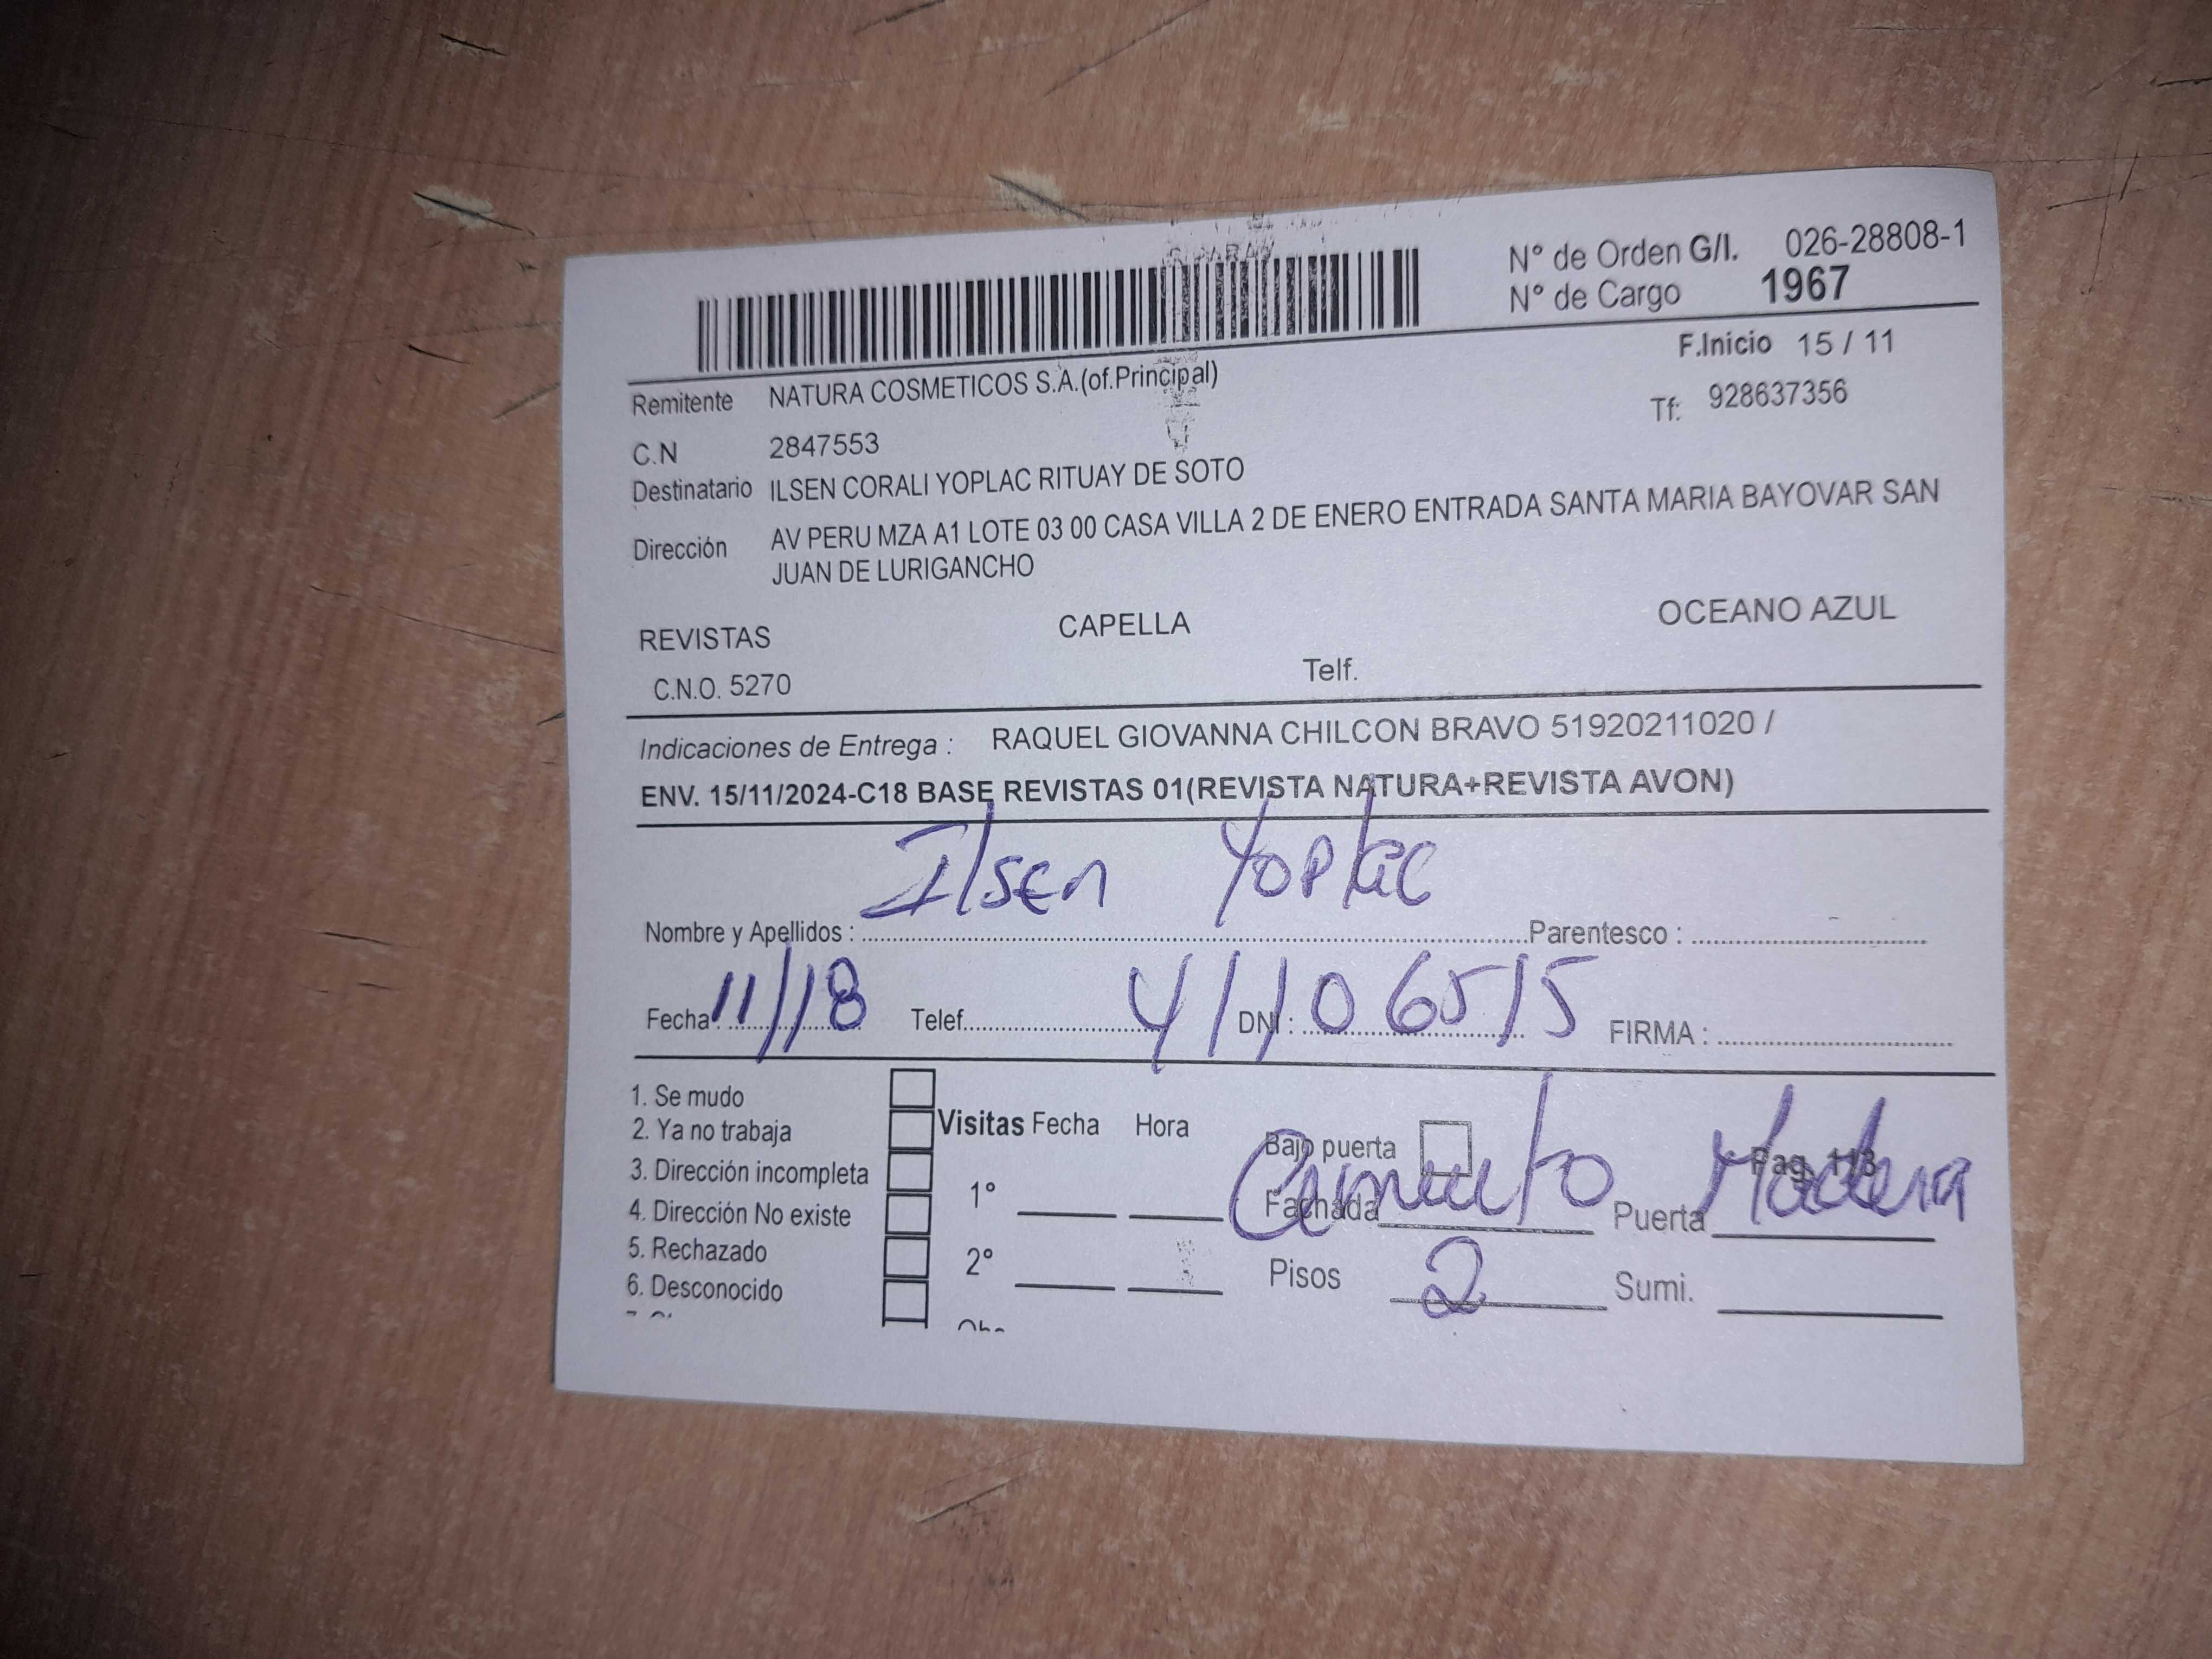 N° de Orden G/I. 026-28808-1
N° de Cargo 1967
F.Inicio 15 / 11
Remitente NATURA COSMETICOS S.A.(of.Principal)
Tf: 928637356
C.N 2847553
Destinatario ILSEN CORALI YOPLAC RITUAY DE SOTO
Dirección AV PERU MZA A1 LOTE 03 00 CASA VILLA 2 DE ENERO ENTRADA SANTA MARIA BAYOVAR SAN
JUAN DE LURIGANCHO
REVISTAS CAPELLA OCEANO AZUL
C.N.O. 5270 Telf.
Indicaciones de Entrega : RAQUEL GIOVANNA CHILCON BRAVO 51920211020 /
ENV. 15/11/2024-C18 BASE REVISTAS 01(REVISTA NATURA+REVISTA AVON)
Nombre y Apellidos : Ilsen Yoplac Parentesco :
Fecha : 11/18 Telef. DNI : 41106515 FIRMA :
1. Se mudo
2. Ya no trabaja
3. Dirección incompleta
4. Dirección No existe
5. Rechazado
6. Desconocido
Visitas Fecha Hora
1°
2°
Bajo puerta Pag. 113
Fachada Cemento Puerta Madera
Pisos 2 Sumi.